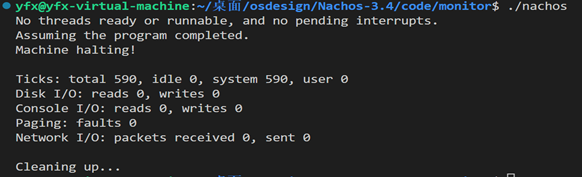 yfx@yfx-virtual-machine:~/桌面/osdesign/Nachos-3.4/code/monitor$ ./nachos
No threads ready or runnable, and no pending interrupts.
Assuming the program completed.
Machine halting!
Ticks: total 590, idle 0, system 590, user 0
Disk I/O: reads 0, writes 0
Console I/O: reads 0, writes 0
Paging: faults 0
Network I/O: packets received 0, sent 0
Cleaning up...